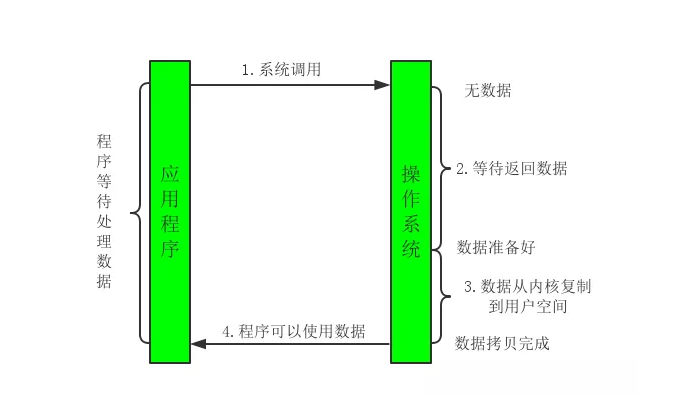 1.系统调用
无数据
程序等待处理数据
应用程序
操作系统
2.等待返回数据
数据准备好
3.数据从内核复制
到用户空间
4.程序可以使用数据
数据拷贝完成